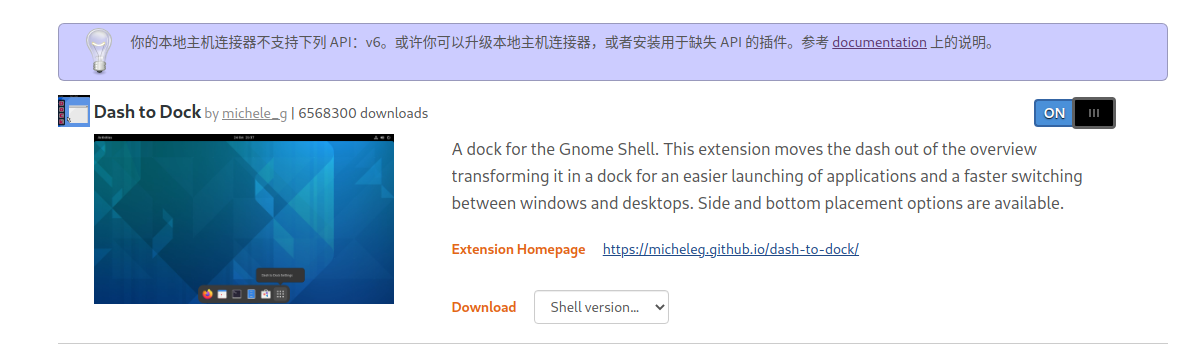 你的本地主机连接器不支持下列 API：v6。或许你可以升级本地主机连接器，或者安装用于缺失 API 的插件。参考 documentation 上的说明。
Dash to Dock by michele_g | 6568300 downloads
ON
A dock for the Gnome Shell. This extension moves the dash out of the overview
transforming it in a dock for an easier launching of applications and a faster switching
between windows and desktops. Side and bottom placement options are available.
Extension Homepage https://micheleg.github.io/dash-to-dock/
Download Shell version...